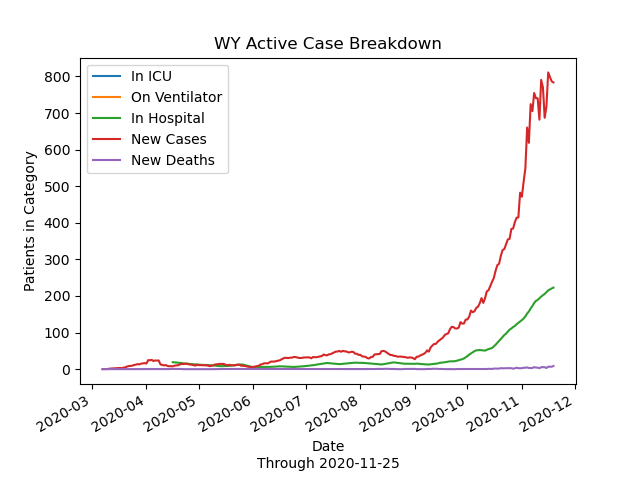 WY Active Case Breakdown
In ICU
On Ventilator
In Hospital
New Cases
New Deaths
Patients in Category
800
700
600
500
400
300
200
100
0
2020-03
2020-04
2020-05
2020-06
2020-07
2020-08
2020-09
2020-10
2020-11
2020-12
Date
Through 2020-11-25